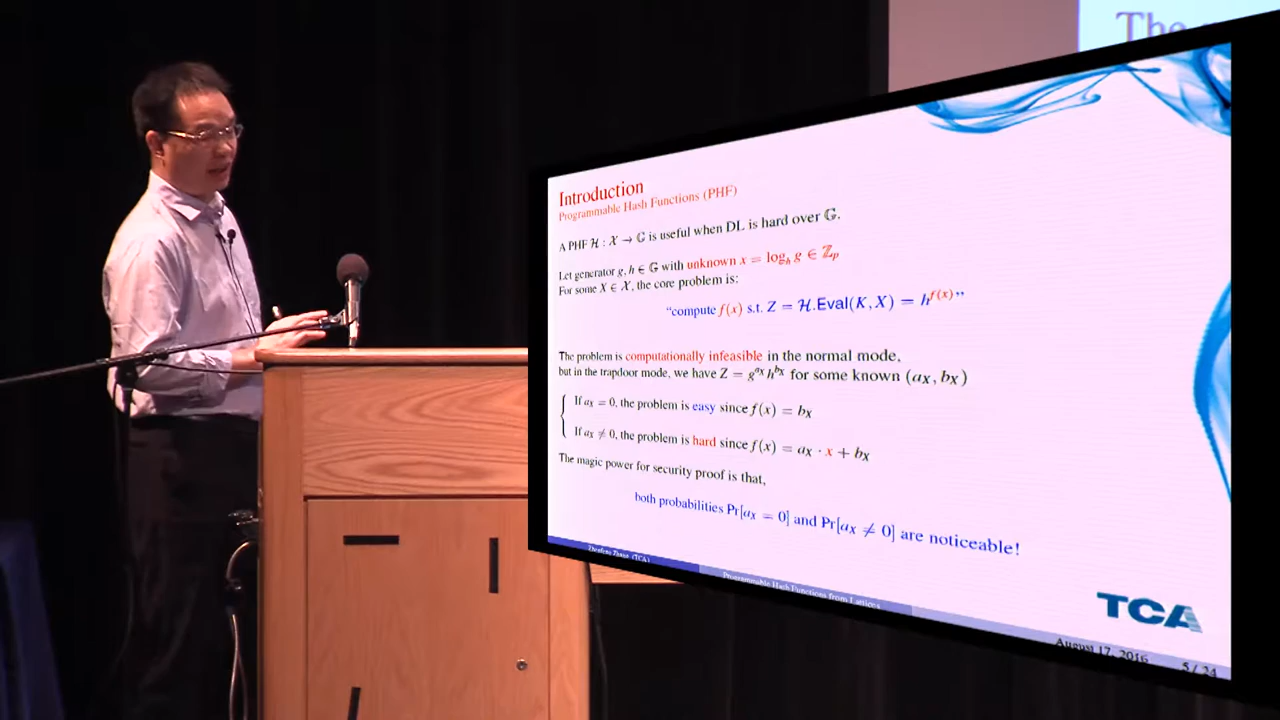 The
Introduction
Programmable Hash Functions (PHF)
A PHF ℋ : 𝒳 → 𝔾 is useful when DL is hard over 𝔾.
Let generator g, h ∈ 𝔾 with unknown x = log_h g ∈ ℤ_p
For some X ∈ 𝒳, the core problem is:
“compute f(x) s.t. Z = ℋ.Eval(K, X) = h^{f(x)}”
The problem is computationally infeasible in the normal mode,
but in the trapdoor mode, we have Z = g^{a_X} h^{b_X} for some known (a_X, b_X)
If a_X = 0, the problem is easy since f(x) = b_X
If a_X ≠ 0, the problem is hard since f(x) = a_X · x + b_X
The magic power for security proof is that,
both probabilities Pr[a_X = 0] and Pr[a_X ≠ 0] are noticeable!
TCA
(TCA)
Programmable Hash Functions from Lattices
August 17, 2016 5 / 24